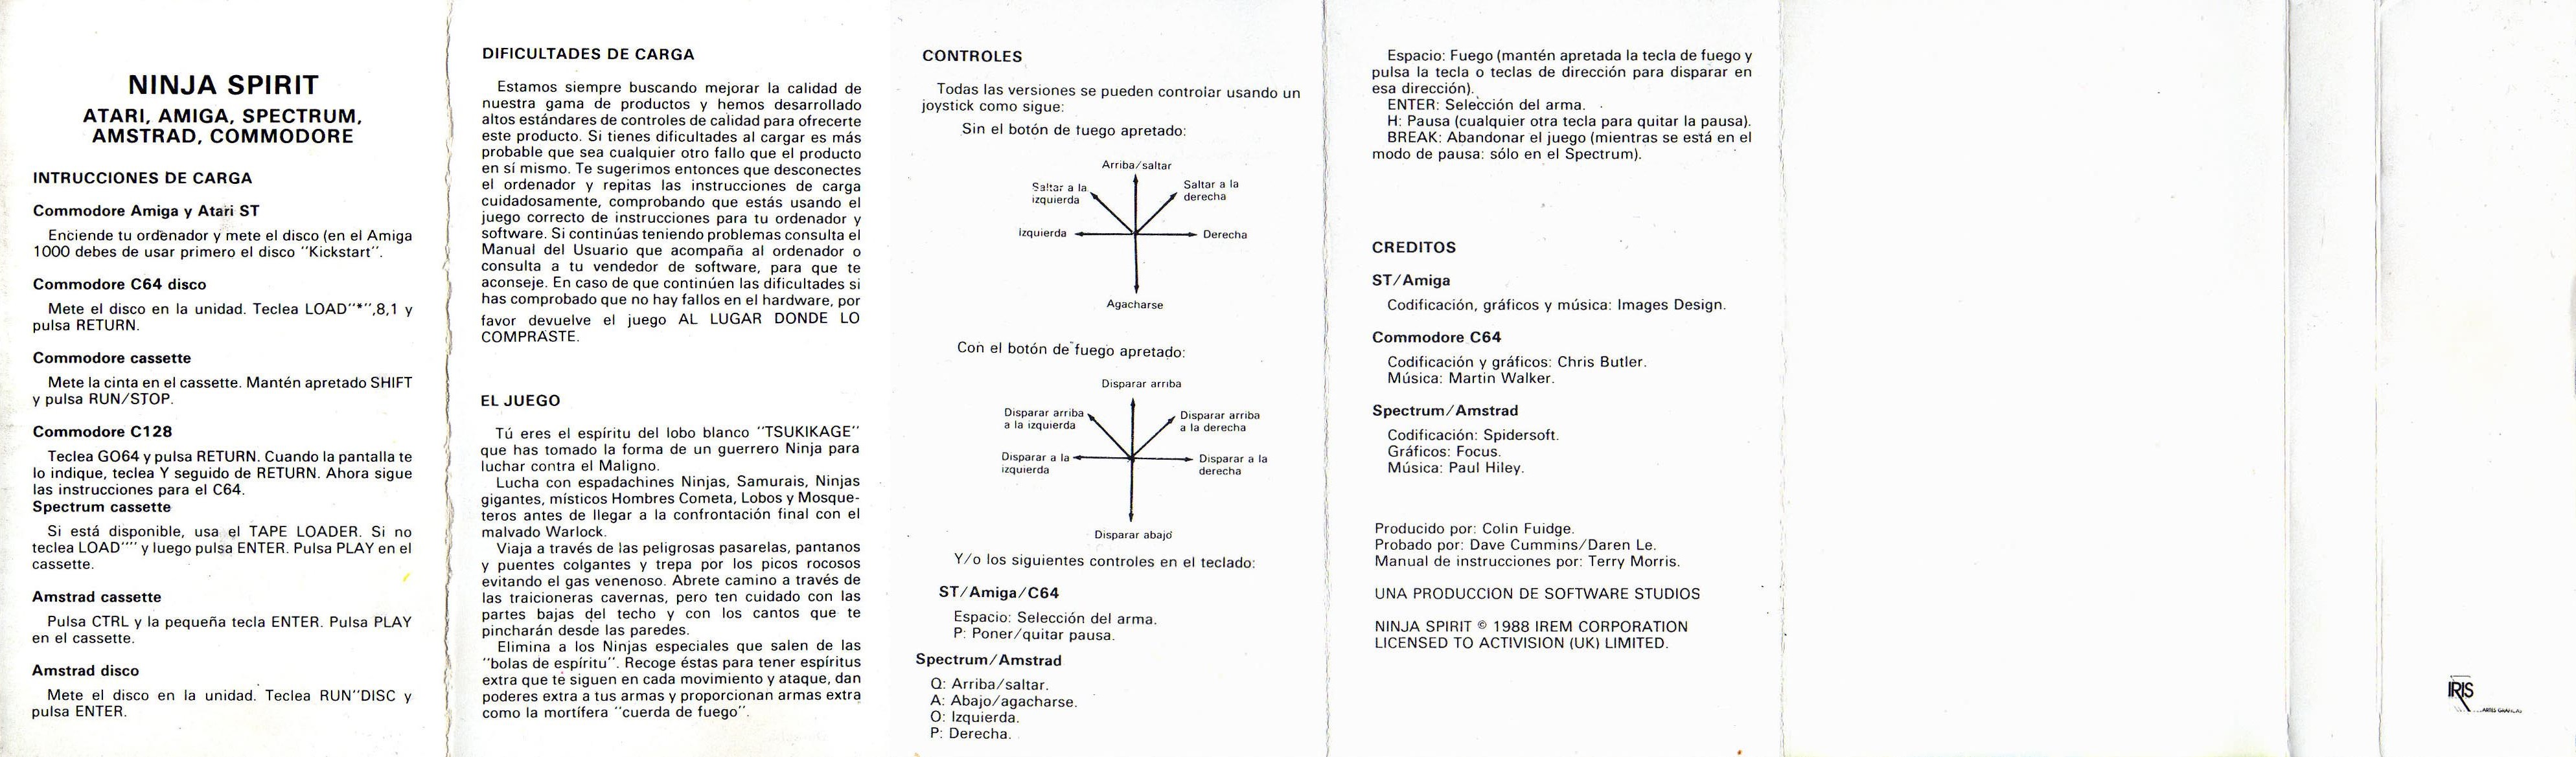 NINJA SPIRIT
ATARI, AMIGA, SPECTRUM,
AMSTRAD, COMMODORE
INTRUCCIONES DE CARGA
Commodore Amiga y Atari ST
Enciende tu ordenador y mete el disco (en el Amiga
1000 debes de usar primero el disco "Kickstart".
Commodore C64 disco
Mete el disco en la unidad. Teclea LOAD"*",8,1 y
pulsa RETURN.
Commodore cassette
Mete la cinta en el cassette. Mantén apretado SHIFT
y pulsa RUN/STOP.
Commodore C128
Teclea GO64 y pulsa RETURN. Cuando la pantalla te
lo indique, teclea Y seguido de RETURN. Ahora sigue
las instrucciones para el C64.
Spectrum cassette
Si está disponible, usa el TAPE LOADER. Si no
teclea LOAD"" y luego pulsa ENTER. Pulsa PLAY en el
cassette.
Amstrad cassette
Pulsa CTRL y la pequeña tecla ENTER. Pulsa PLAY
en el cassette.
Amstrad disco
Mete el disco en la unidad. Teclea RUN"DISC y
pulsa ENTER.
DIFICULTADES DE CARGA
Estamos siempre buscando mejorar la calidad de
nuestra gama de productos y hemos desarrollado
altos estándares de controles de calidad para ofrecerte
este producto. Si tienes dificultades al cargar es más
probable que sea cualquier otro fallo que el producto
en sí mismo. Te sugerimos entonces que desconectes
el ordenador y repitas las instrucciones de carga
cuidadosamente, comprobando que estás usando el
juego correcto de instrucciones para tu ordenador y
software. Si continúas teniendo problemas consulta el
Manual del Usuario que acompaña al ordenador o
consulta a tu vendedor de software, para que te
aconseje. En caso de que continúen las dificultades si
has comprobado que no hay fallos en el hardware, por
favor devuelve el juego AL LUGAR DONDE LO
COMPRASTE.
EL JUEGO
Tú eres el espíritu del lobo blanco "TSUKIKAGE"
que has tomado la forma de un guerrero Ninja para
luchar contra el Maligno.
Lucha con espadachines Ninjas, Samurais, Ninjas
gigantes, místicos Hombres Cometa, Lobos y Mosque-
teros antes de llegar a la confrontación final con el
malvado Warlock.
Viaja a través de las peligrosas pasarelas, pantanos
y puentes colgantes y trepa por los picos rocosos
evitando el gas venenoso. Abrete camino a través de
las traicioneras cavernas, pero ten cuidado con las
partes bajas del techo y con los cantos que te
pincharán desde las paredes.
Elimina a los Ninjas especiales que salen de las
"bolas de espíritu". Recoge éstas para tener espíritus
extra que te siguen en cada movimiento y ataque, dan
poderes extra a tus armas y proporcionan armas extra
como la mortífera "cuerda de fuego".
CONTROLES
Todas las versiones se pueden controlar usando un
joystick como sigue:
Sin el botón de fuego apretado:
Arriba/saltar
Saltar a la
izquierda
Saltar a la
derecha
Izquierda
Derecha
Agacharse
Con el botón de fuego apretado:
Disparar arriba
Disparar arriba
a la izquierda
Disparar arriba
a la derecha
Disparar a la
izquierda
Disparar a la
derecha
Disparar abajo
Y/o los siguientes controles en el teclado:
ST/Amiga/C64
Espacio: Selección del arma.
P: Poner/quitar pausa.
Spectrum/Amstrad
Q: Arriba/saltar.
A: Abajo/agacharse.
O: Izquierda.
P: Derecha.
Espacio: Fuego (mantén apretada la tecla de fuego y
pulsa la tecla o teclas de dirección para disparar en
esa dirección).
ENTER: Selección del arma.
H: Pausa (cualquier otra tecla para quitar la pausa).
BREAK: Abandonar el juego (mientras se está en el
modo de pausa: sólo en el Spectrum).
CREDITOS
ST/Amiga
Codificación, gráficos y música: Images Design.
Commodore C64
Codificación y gráficos: Chris Butler.
Música: Martin Walker.
Spectrum/Amstrad
Codificación: Spidersoft.
Gráficos: Focus.
Música: Paul Hiley.
Producido por: Colin Fuidge.
Probado por: Dave Cummins/Daren Le.
Manual de instrucciones por: Terry Morris.
UNA PRODUCCION DE SOFTWARE STUDIOS
NINJA SPIRIT © 1988 IREM CORPORATION
LICENSED TO ACTIVISION (UK) LIMITED.
IRIS
ARTES GRAFICAS